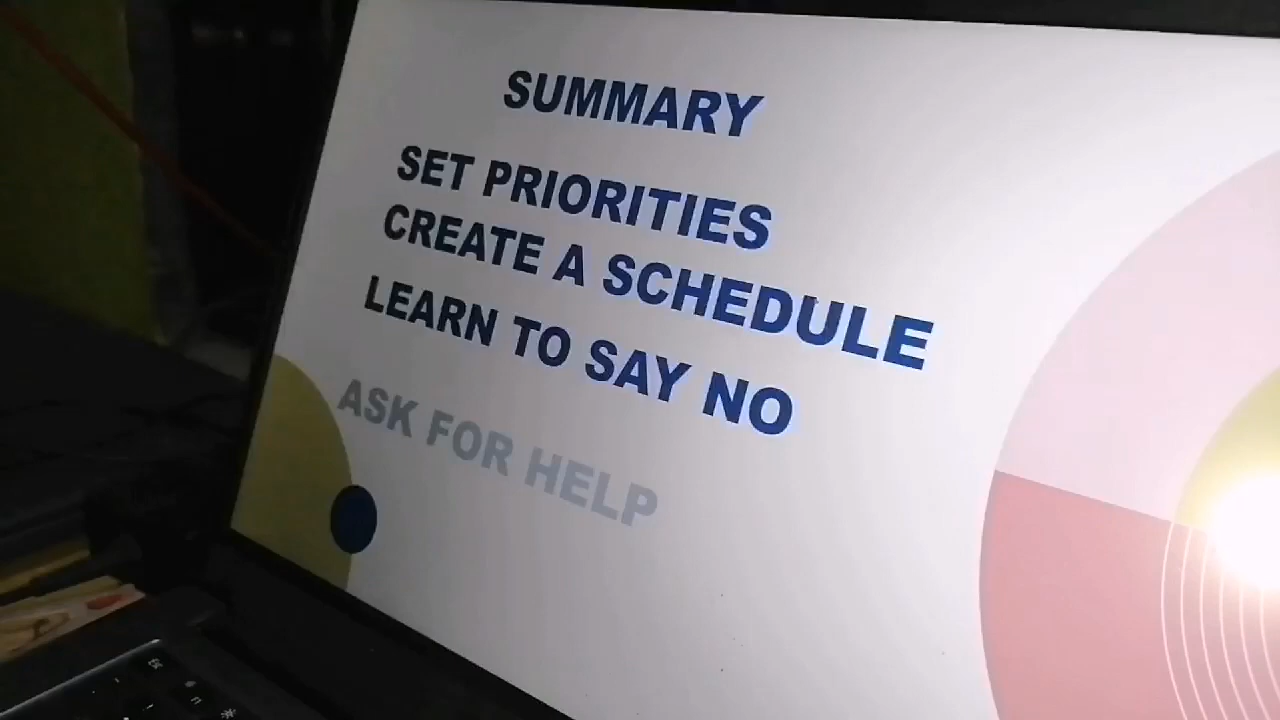 SUMMARY
SET PRIORITIES
CREATE A SCHEDULE
LEARN TO SAY NO
ASK FOR HELP